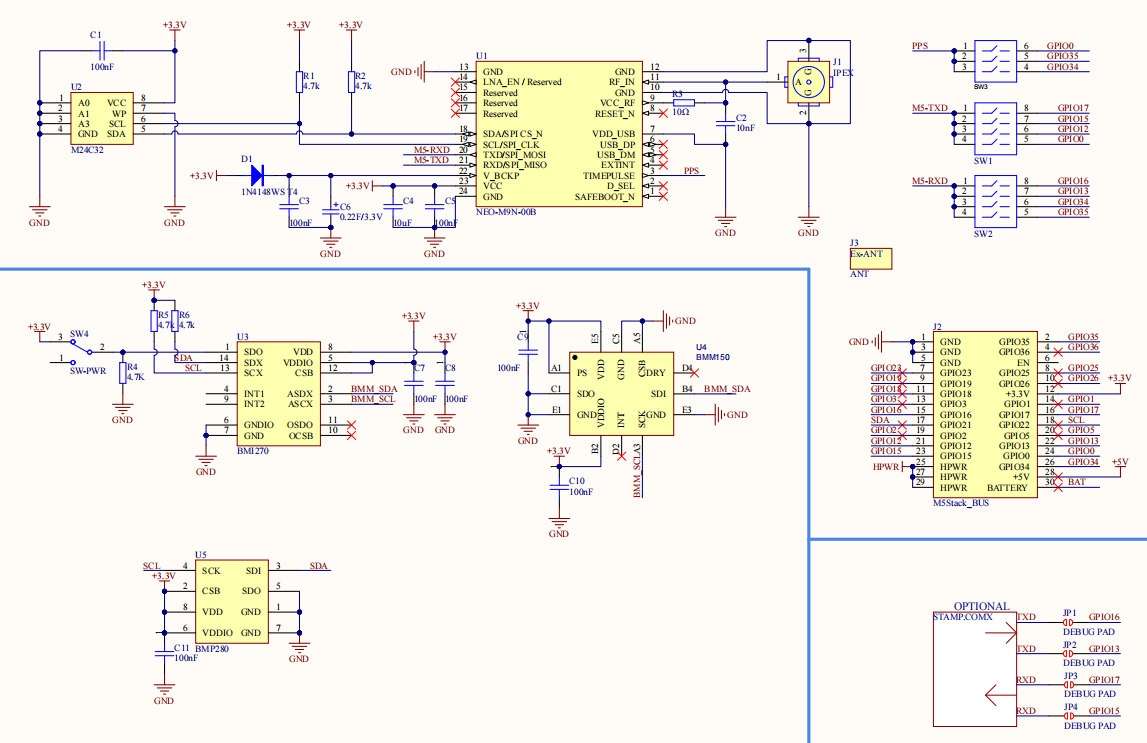 C1
100nF
+3.3V
U2
1 A0 VCC 8
2 A1 WP 7
3 A3 SCL 6
4 GND SDA 5
M24C32
GND
GND
+3.3V
+3.3V
R1
4.7k
R2
4.7k
U1
GND 13 GND GND 12
14 LNA_EN / Reserved RF_IN 11
15 Reserved GND 10
16 Reserved VCC_RF 9
17 Reserved RESET_N 8
18 SDA/SPI CS_N VDD_USB 7
19 SCL/SPI_CLK USB_DP 6
M5-RXD 20 TXD/SPI_MOSI USB_DM 5
M5-TXD 21 RXD/SPI_MISO EXTINT 4
22 V_BCKP TIMEPULSE 3 PPS
23 VCC D_SEL 2
24 GND SAFEBOOT_N 1
NEO-M9N-00B
+3.3V
D1
1N4148WS T4
C3
100nF
C6
0.22F/3.3V
GND
+3.3V
C4
10uF
C5
100nF
GND
R3
10Ω
C2
10nF
GND
J1
IPEX
1 A
3 G
2 G
GND
PPS 1 6 GPIO0
2 5 GPIO35
3 4 GPIO34
SW3
M5-TXD 1 8 GPIO17
2 7 GPIO15
3 6 GPIO12
4 5 GPIO0
SW1
M5-RXD 1 8 GPIO16
2 7 GPIO13
3 6 GPIO34
4 5 GPIO35
SW2
J3
Ex-ANT
ANT
+3.3V
R5
4.7k
R6
4.7k
+3.3V
SW4
3
2
1
SW-PWR
R4
4.7K
GND
U3
1 SDO VDD 8
SDA 14 SDX VDDIO 5
SCL 13 SCX CSB 12
4 INT1 ASDX 2 BMM_SDA
9 INT2 ASCX 3 BMM_SCL
6 GNDIO OSDO 11
7 GND OCSB 10
BMI270
GND
+3.3V
C7
100nF
GND
+3.3V
C8
100nF
GND
+3.3V
C9
100nF
GND
E5 C5 A5 GND
U4
BMM150
A1 PS VDD GND CSB DRY D4
C1 SDO SDI B4 BMM_SDA
E1 GND VDDIO INT SCK GND E3 GND
B2 D2 BMM_SCL A3
+3.3V
C10
100nF
GND
J2
GND 1 GND GPIO35 2 GPIO35
3 GND GPIO36 4 GPIO36
5 GND EN 6
GPIO23 7 GPIO23 GPIO25 8 GPIO25
GPIO19 9 GPIO19 GPIO26 10 GPIO26
GPIO18 11 GPIO18 +3.3V 12 +3.3V
GPIO3 13 GPIO3 GPIO1 14 GPIO1
GPIO16 15 GPIO16 GPIO17 16 GPIO17
SDA 17 GPIO21 GPIO22 18 SCL
GPIO2 19 GPIO2 GPIO5 20 GPIO5
GPIO12 21 GPIO12 GPIO13 22 GPIO13
GPIO15 23 GPIO15 GPIO0 24 GPIO0
HPWR 25 HPWR GPIO34 26 GPIO34
27 HPWR +5V 28 +5V
29 HPWR BATTERY 30 BAT
M5Stack_BUS
U5
SCL 4 SCK SDI 3 SDA
+3.3V
2 CSB SDO 5
8 VDD GND 1
6 VDDIO GND 7
BMP280
C11
100nF
GND
GND
OPTIONAL
STAMP.COMX
TXD JP1 GPIO16
DEBUG PAD
TXD JP2 GPIO13
DEBUG PAD
RXD JP3 GPIO17
DEBUG PAD
RXD JP4 GPIO15
DEBUG PAD